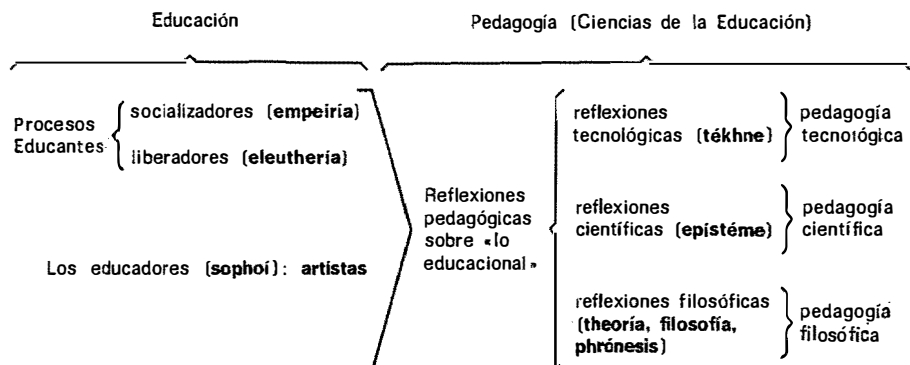 Educación
Pedagogía (Ciencias de la Educación)
Procesos
Educantes
socializadores (empeiría)
liberadores (eleuthería)
Los educadores (sophoí): artistas
Reflexiones
pedagógicas
sobre «lo
educacional»
reflexiones
tecnológicas (tékhne)
pedagogía
tecnológica
reflexiones
científicas (epistéme)
pedagogía
científica
reflexiones filosóficas
(theoría, filosofía,
phrónesis)
pedagogía
filosófica